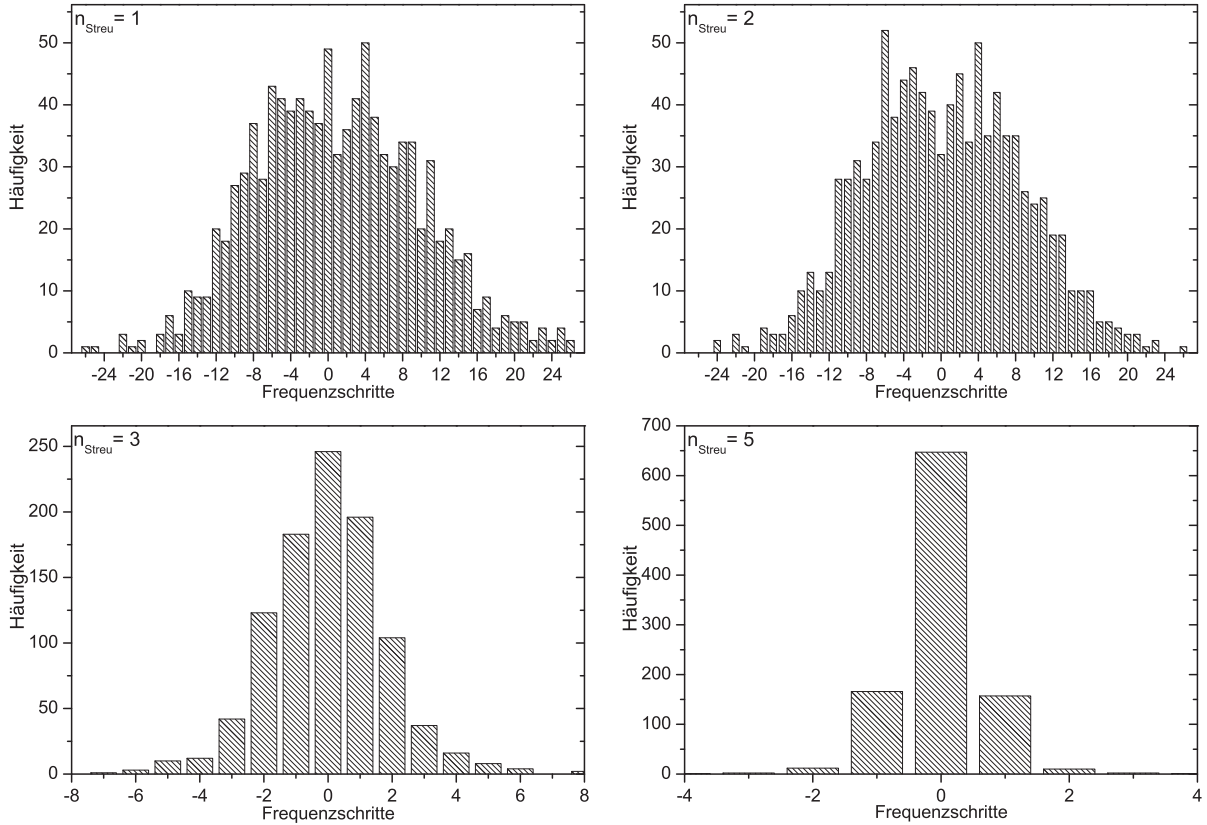 n_Streu = 1
Häufigkeit
50
40
30
20
10
0
-24 -20 -16 -12 -8 -4 0 4 8 12 16 20 24
Frequenzschritte
n_Streu = 2
Häufigkeit
50
40
30
20
10
0
-24 -20 -16 -12 -8 -4 0 4 8 12 16 20 24
Frequenzschritte
n_Streu = 3
Häufigkeit
250
200
150
100
50
0
-8 -6 -4 -2 0 2 4 6 8
Frequenzschritte
n_Streu = 5
Häufigkeit
700
600
500
400
300
200
100
0
-4 -2 0 2 4
Frequenzschritte